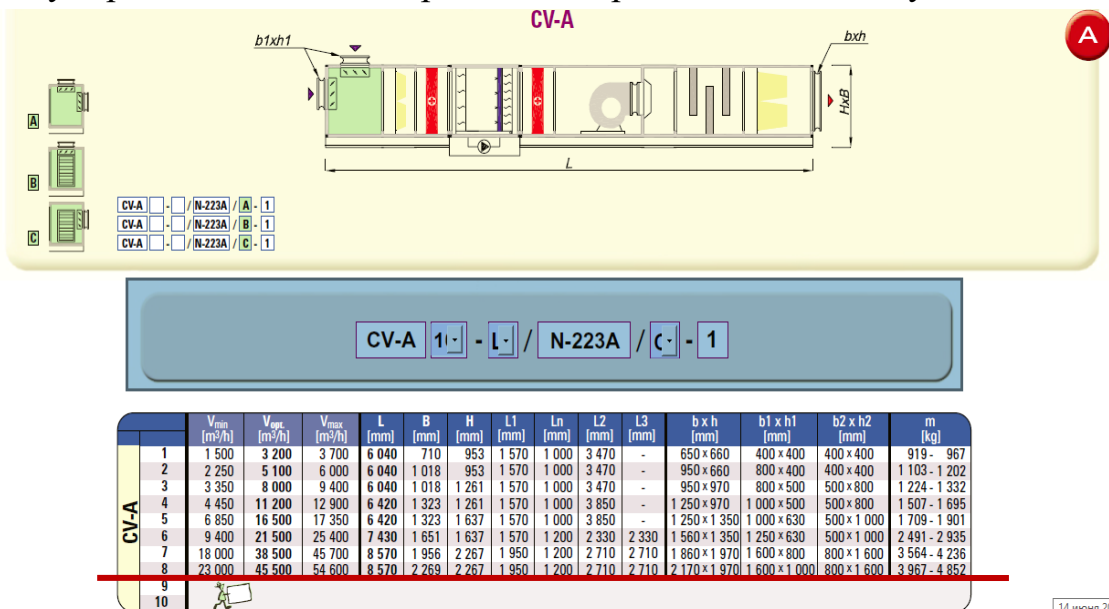 CV-A
A
b1xh1
bxh
HxB
L
A
B
C
CV-A - / N-223A / A - 1
CV-A - / N-223A / B - 1
CV-A - / N-223A / C - 1
CV-A 1 - L / N-223A / - 1
Vmin [m³/h] Vopt. [m³/h] Vmax [m³/h] L [mm] B [mm] H [mm] L1 [mm] Ln [mm] L2 [mm] L3 [mm] b x h [mm] b1 x h1 [mm] b2 x h2 [mm] m [kg]
CV-A
1 1 500 3 200 3 700 6 040 710 953 1 570 1 000 3 470 - 650 x 660 400 x 400 400 x 400 919 - 967
2 2 250 5 100 6 000 6 040 1 018 953 1 570 1 000 3 470 - 950 x 660 800 x 400 400 x 400 1 103 - 1 202
3 3 350 8 000 9 400 6 040 1 018 1 261 1 570 1 000 3 470 - 950 x 970 800 x 500 500 x 800 1 224 - 1 332
4 4 450 11 200 12 900 6 420 1 323 1 261 1 570 1 000 3 850 - 1 250 x 970 1 000 x 500 500 x 800 1 507 - 1 695
5 6 850 16 500 17 350 6 420 1 323 1 637 1 570 1 000 3 850 - 1 250 x 1 350 1 000 x 630 500 x 1 000 1 709 - 1 901
6 9 400 21 500 25 400 7 430 1 651 1 637 1 570 1 200 2 330 2 330 1 560 x 1 350 1 250 x 630 500 x 1 000 2 491 - 2 935
7 18 000 38 500 45 700 8 570 1 956 2 267 1 950 1 200 2 710 2 710 1 860 x 1 970 1 600 x 800 800 x 1 600 3 564 - 4 236
8 23 000 45 500 54 600 8 570 2 269 2 267 1 950 1 200 2 710 2 710 2 170 x 1 970 1 600 x 1 000 800 x 1 600 3 967 - 4 852
9
10
14 июня